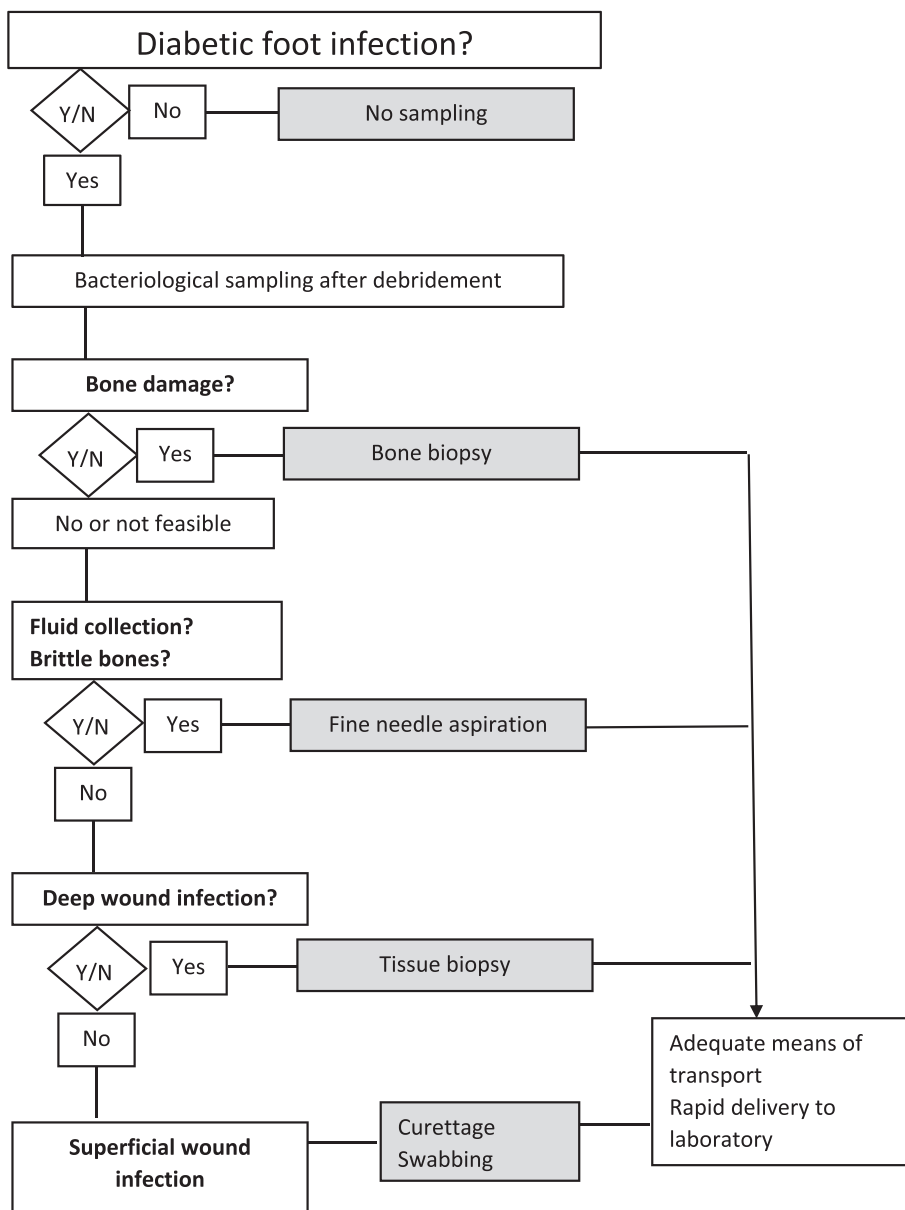 Diabetic foot infection?
Y/N
No
No sampling
Yes
Bacteriological sampling after debridement
Bone damage?
Y/N
Yes
Bone biopsy
No or not feasible
Fluid collection?
Brittle bones?
Y/N
Yes
Fine needle aspiration
No
Deep wound infection?
Y/N
Yes
Tissue biopsy
No
Adequate means of
transport
Rapid delivery to
laboratory
Curettage
Swabbing
Superficial wound
infection